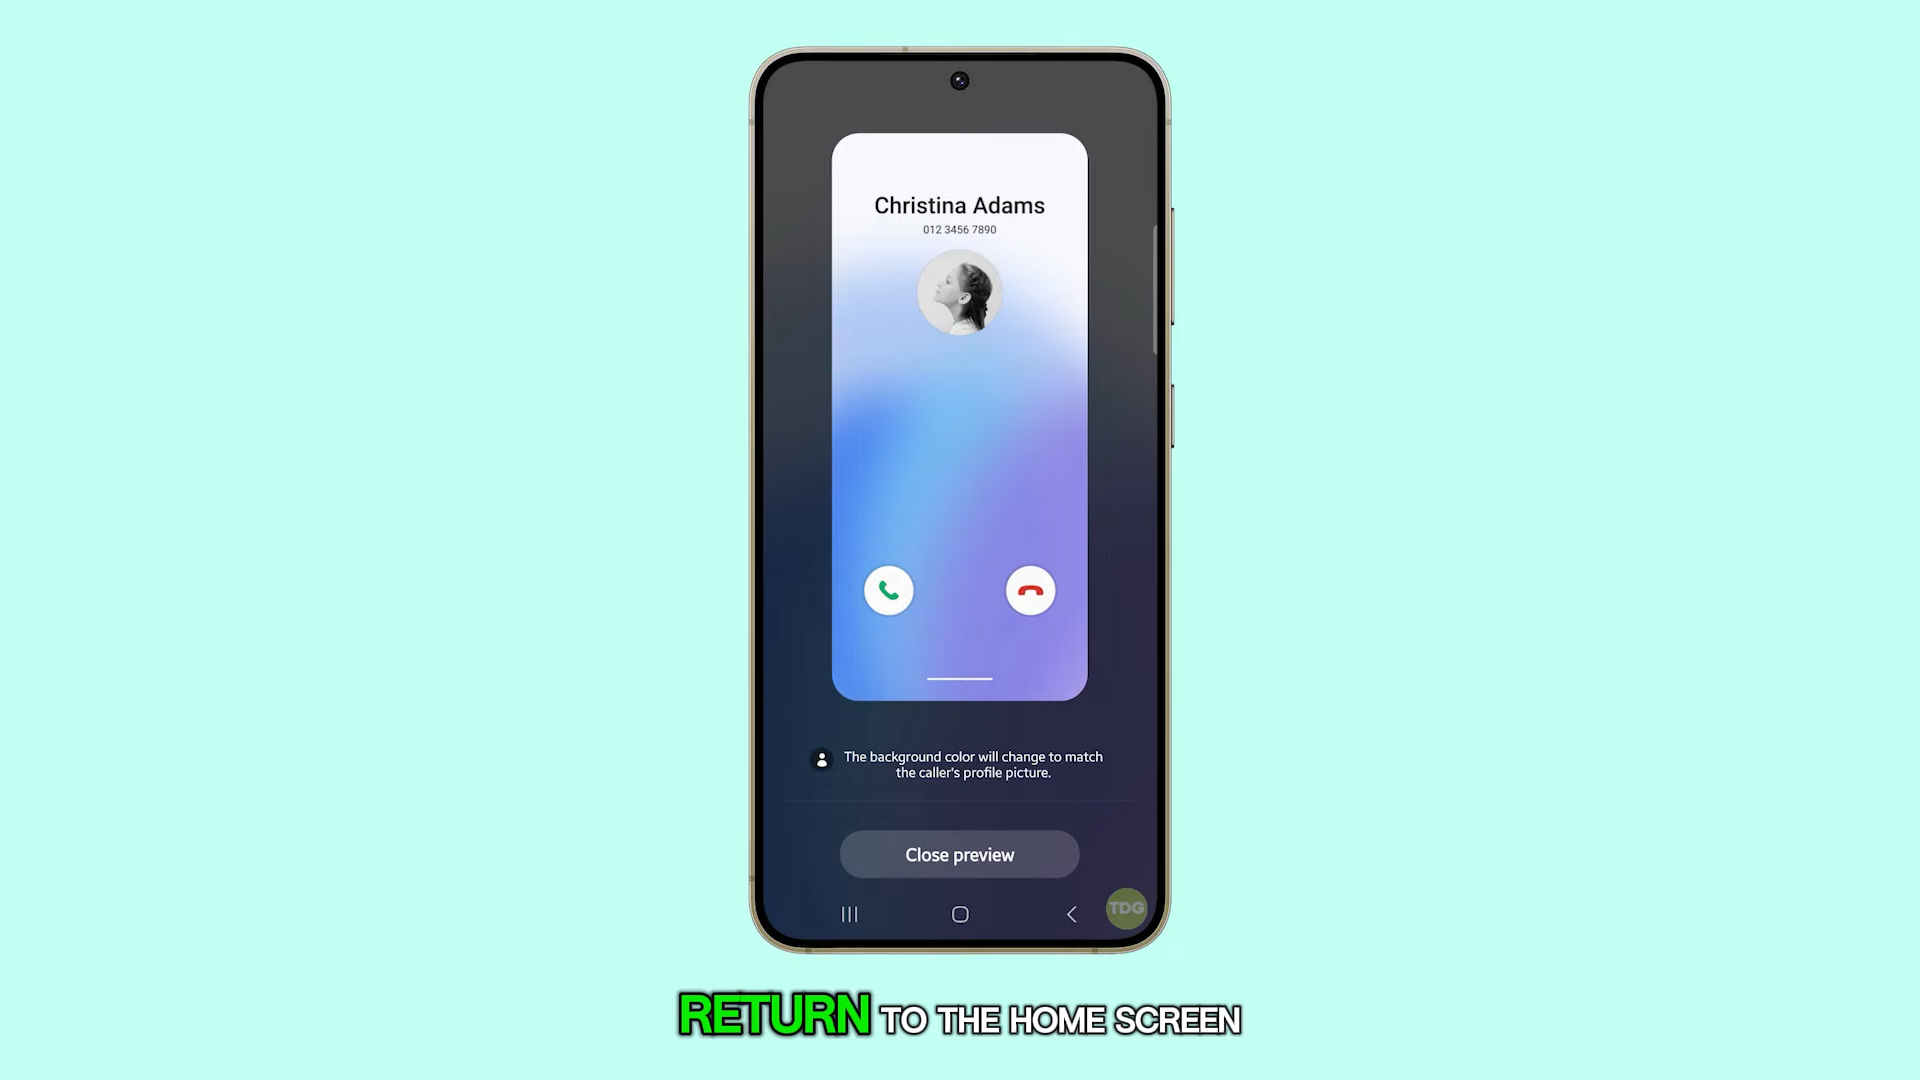 Christina Adams
012 3456 7890
The background color will change to match
the caller's profile picture.
Close preview
TDG
RETURN TO THE HOME SCREEN